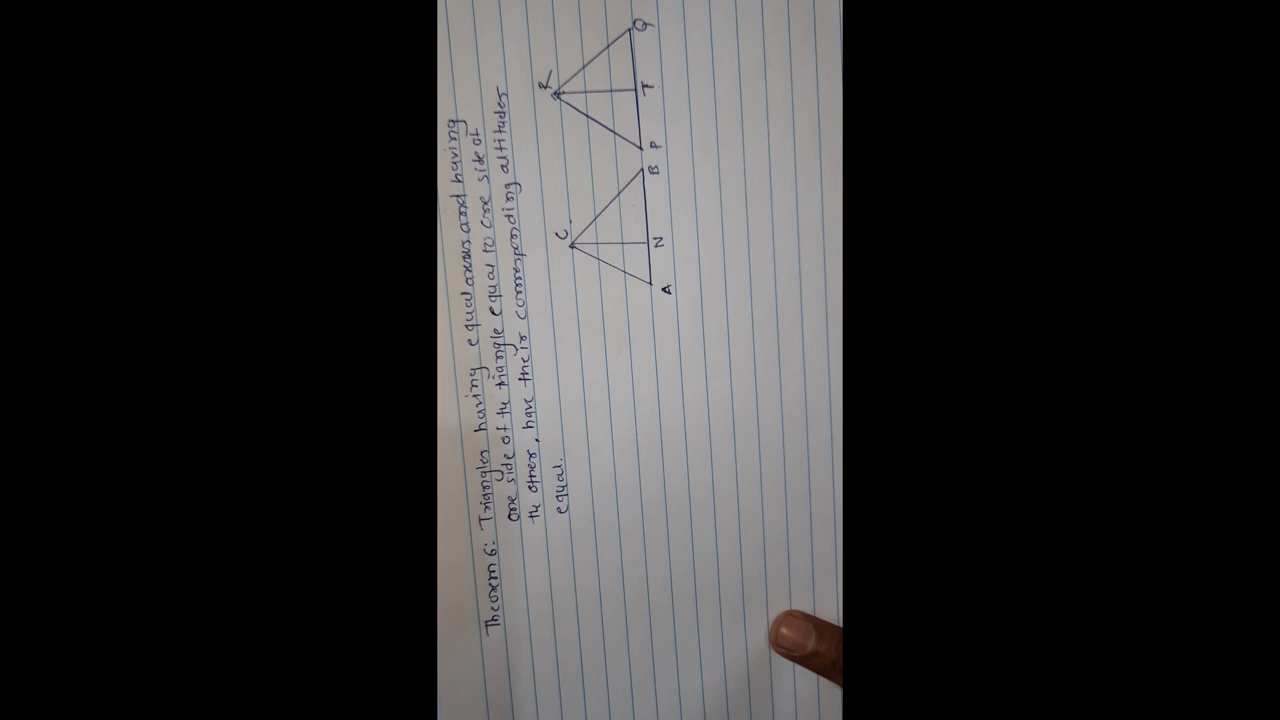 Theorem 6: Triangles having equal areas and having
one side of the triangle equal to one side of
the other, have their corresponding altitudes
equal.
C R
A N B P T Q